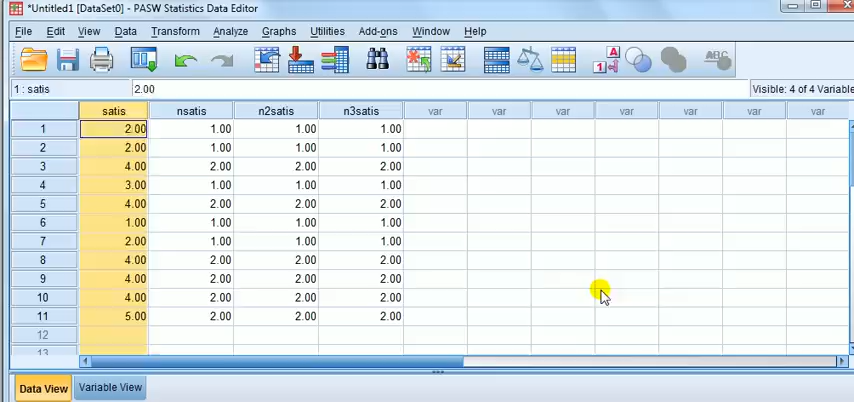 *Untitled1 [DataSet0] - PASW Statistics Data Editor
File Edit View Data Transform Analyze Graphs Utilities Add-ons Window Help
1 : satis 2.00 Visible: 4 of 4 Variable
satis nsatis n2satis n3satis var var var var var var var
1 2.00 1.00 1.00 1.00
2 2.00 1.00 1.00 1.00
3 4.00 2.00 2.00 2.00
4 3.00 1.00 1.00 1.00
5 4.00 2.00 2.00 2.00
6 1.00 1.00 1.00 1.00
7 2.00 1.00 1.00 1.00
8 4.00 2.00 2.00 2.00
9 4.00 2.00 2.00 2.00
10 4.00 2.00 2.00 2.00
11 5.00 2.00 2.00 2.00
12
13
Data View Variable View